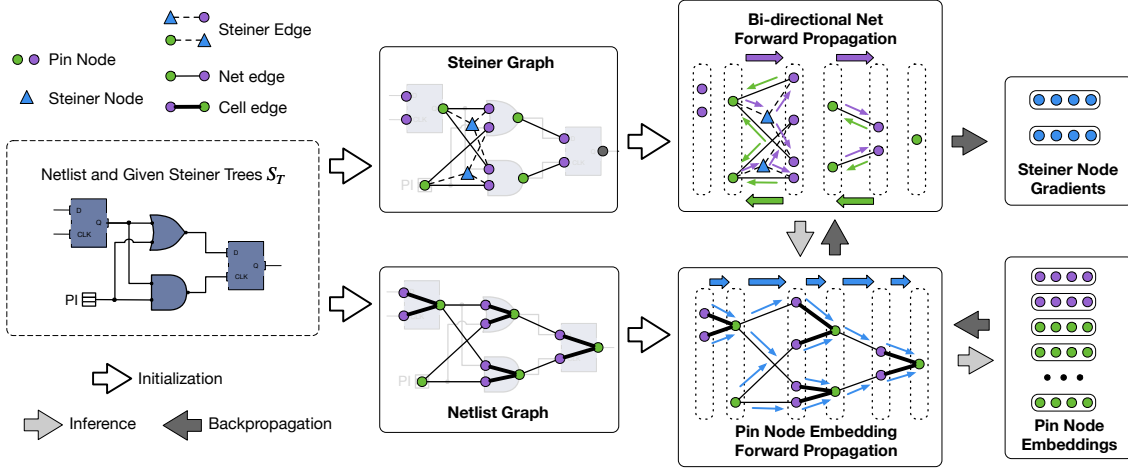 Steiner Edge
Pin Node
Net edge
Steiner Node
Cell edge
Netlist and Given Steiner Trees S_T
D
Q
CLK
D
Q
CLK
PI
Initialization
Inference
Backpropagation
Steiner Graph
CLK
PI
PI
Netlist Graph
Bi-directional Net
Forward Propagation
Pin Node Embedding
Forward Propagation
Steiner Node
Gradients
Pin Node
Embeddings